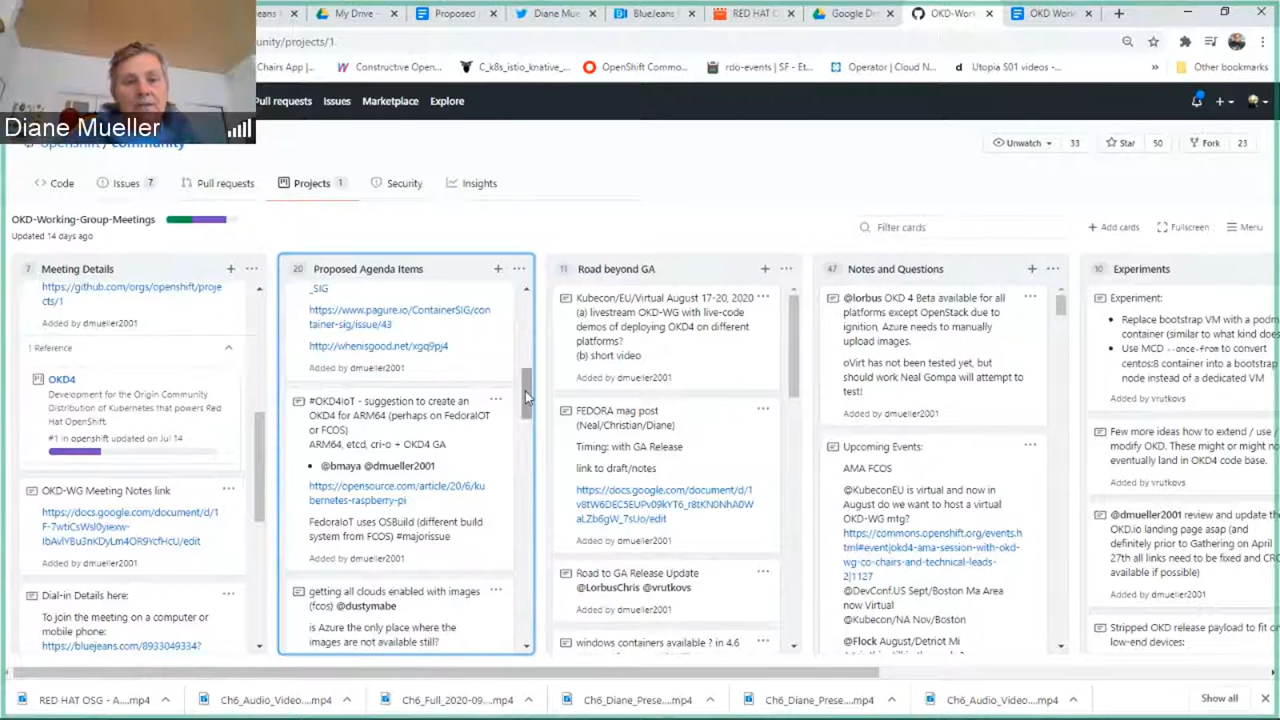 Jeans
My Drive -
Proposed
Diane Mue
BlueJeans
RED HAT
Google De
OKD-Work
OKD Work
unity/projects/1
Chairs App|...
Constructive Open...
C_k8s_istio_knative_...
OpenShift Commo...
rdo-events | SF - Et...
Operator | Cloud N...
Utopia S01 videos -...
»
Other bookmarks
Diane Mueller
Pull requests
Issues
Marketplace
Explore
openshift / community
Unwatch
33
Star
50
Fork
23
Code
Issues 7
Pull requests
Projects 1
Security
Insights
OKD-Working-Group-Meetings
Updated 14 days ago
Filter cards
+ Add cards
Fullscreen
Menu
7 Meeting Details
https://github.com/orgs/openshift/proje
cts/1
Added by dmueller2001
1 Reference
OKD4
Development for the Origin Community
Distribution of Kubernetes that powers Red
Hat OpenShift.
#1 in openshift updated on Jul 14
OKD-WG Meeting Notes link
https://docs.google.com/document/d/1
Added by dmueller2001
Dial-in Details here:
To join the meeting on a computer or
mobile phone:
https://bluejeans.com/8933049334?
20 Proposed Agenda Items
_SIG
https://www.pagure.io/ContainerSIG/con
tainer-sig/issue/43
http://whenisgood.net/xgq9pj4
Added by dmueller2001
#OKD4IoT - suggestion to create an
OKD4 for ARM64 (perhaps on FedoraIOT
or FCOS)
ARM64, etcd, cri-o + OKD4 GA
• @bmaya @dmueller2001
https://opensource.com/article/20/6/ku
bernetes-raspberry-pi
FedoraIoT uses OSBuild (different build
system from FCOS) #majorissue
Added by dmueller2001
getting all clouds enabled with images
(fcos) @dustymabe
is Azure the only place where the
images are not available still?
11 Road beyond GA
Kubecon/EU/Virtual August 17-20, 2020
(a) livestream OKD-WG with live-code
demos of deploying OKD4 on different
platforms?
(b) short video
Added by dmueller2001
FEDORA mag post
(Neal/Christian/Diane)
Timing: with GA Release
link to draft/notes
https://docs.google.com/document/d/1
v8tW6DEC5EUPv09kYT6_r8tKN0NhA0W
aLZb6gW_7sUo/edit
Added by dmueller2001
Road to GA Release Update
@LorbusChris @vrutkovs
Added by dmueller2001
windows containers available ? in 4.6
47 Notes and Questions
@lorbus OKD 4 Beta available for all
platforms except OpenStack due to
ignition, Azure needs to manually
upload images.
oVirt has not been tested yet, but
should work Neal Gompa will attempt to
test!
Added by dmueller2001
Upcoming Events:
AMA FCOS
@KubeconEU is virtual and now in
August do we want to host a virtual
OKD-WG mtg?
https://commons.openshift.org/events.h
tml#event|okd4-ama-session-with-okd-
wg-co-chairs-and-technical-leads-
2|1127
@DevConf.US Sept/Boston Ma Area
now Virtual
@Kubecon/NA Nov/Boston
@Flock August/Detriot Mi
10 Experiments
Experiment:
• Replace bootstrap VM with a podm
container (similar to what kind does
• Use MCD --once-from to convert
centos:8 container into a bootstrap
node instead of a dedicated VM
Added by vrutkovs
Few more ideas how to extend / use /
modify OKD. These might or might no
eventually land in OKD4 code base.
Added by vrutkovs
@dmueller2001 review and update the
OKD.io landing page asap (and
definitely prior to Gathering on April
27th all links need to be fixed and CRC
available if possible)
Added by dmueller2001
Stripped OKD release payload to fit on
low-end devices:
RED HAT OSG - A....mp4
Ch6_Audio_Video....mp4
Ch6_Full_2020-09....mp4
Ch6_Diane_Prese....mp4
Ch6_Diane_Prese....mp4
Ch6_Audio_Video....mp4
Show all